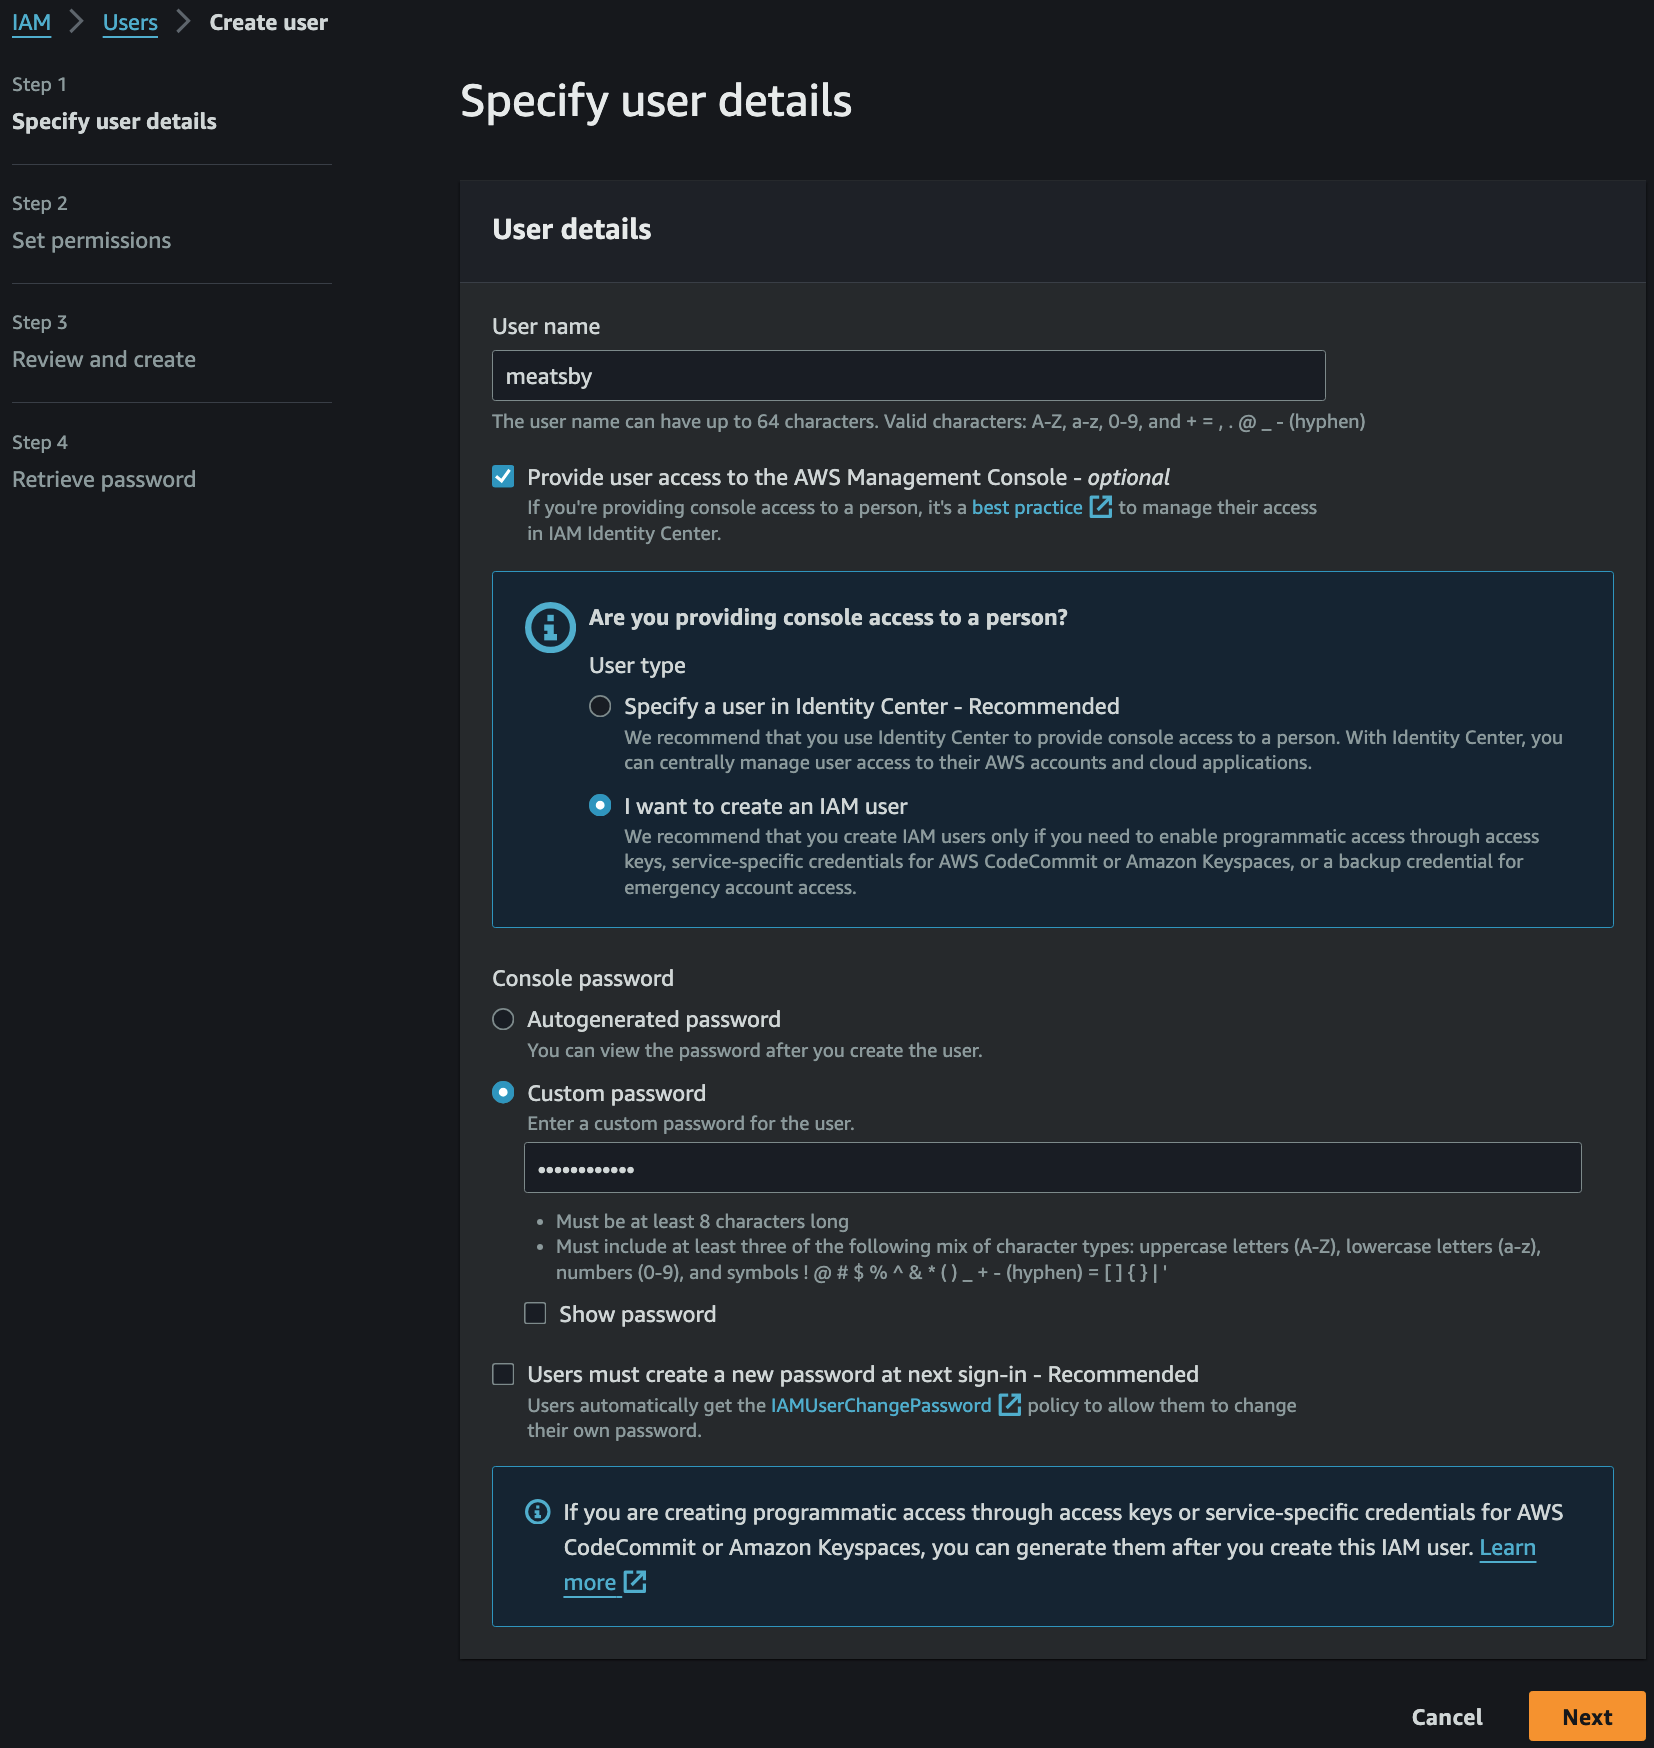 IAM > Users > Create user
Step 1
Specify user details
Step 2
Set permissions
Step 3
Review and create
Step 4
Retrieve password
Specify user details
User details
User name
meatsby
The user name can have up to 64 characters. Valid characters: A-Z, a-z, 0-9, and + = , . @ _ - (hyphen)
Provide user access to the AWS Management Console - optional
If you're providing console access to a person, it's a best practice to manage their access
in IAM Identity Center.
Are you providing console access to a person?
User type
Specify a user in Identity Center - Recommended
We recommend that you use Identity Center to provide console access to a person. With Identity Center, you
can centrally manage user access to their AWS accounts and cloud applications.
I want to create an IAM user
We recommend that you create IAM users only if you need to enable programmatic access through access
keys, service-specific credentials for AWS CodeCommit or Amazon Keyspaces, or a backup credential for
emergency account access.
Console password
Autogenerated password
You can view the password after you create the user.
Custom password
Enter a custom password for the user.
••••••••••••
• Must be at least 8 characters long
• Must include at least three of the following mix of character types: uppercase letters (A-Z), lowercase letters (a-z),
numbers (0-9), and symbols ! @ # $ % ^ & * ( ) _ + - (hyphen) = [ ] { } | '
Show password
Users must create a new password at next sign-in - Recommended
Users automatically get the IAMUserChangePassword policy to allow them to change
their own password.
If you are creating programmatic access through access keys or service-specific credentials for AWS
CodeCommit or Amazon Keyspaces, you can generate them after you create this IAM user. Learn
more
Cancel
Next